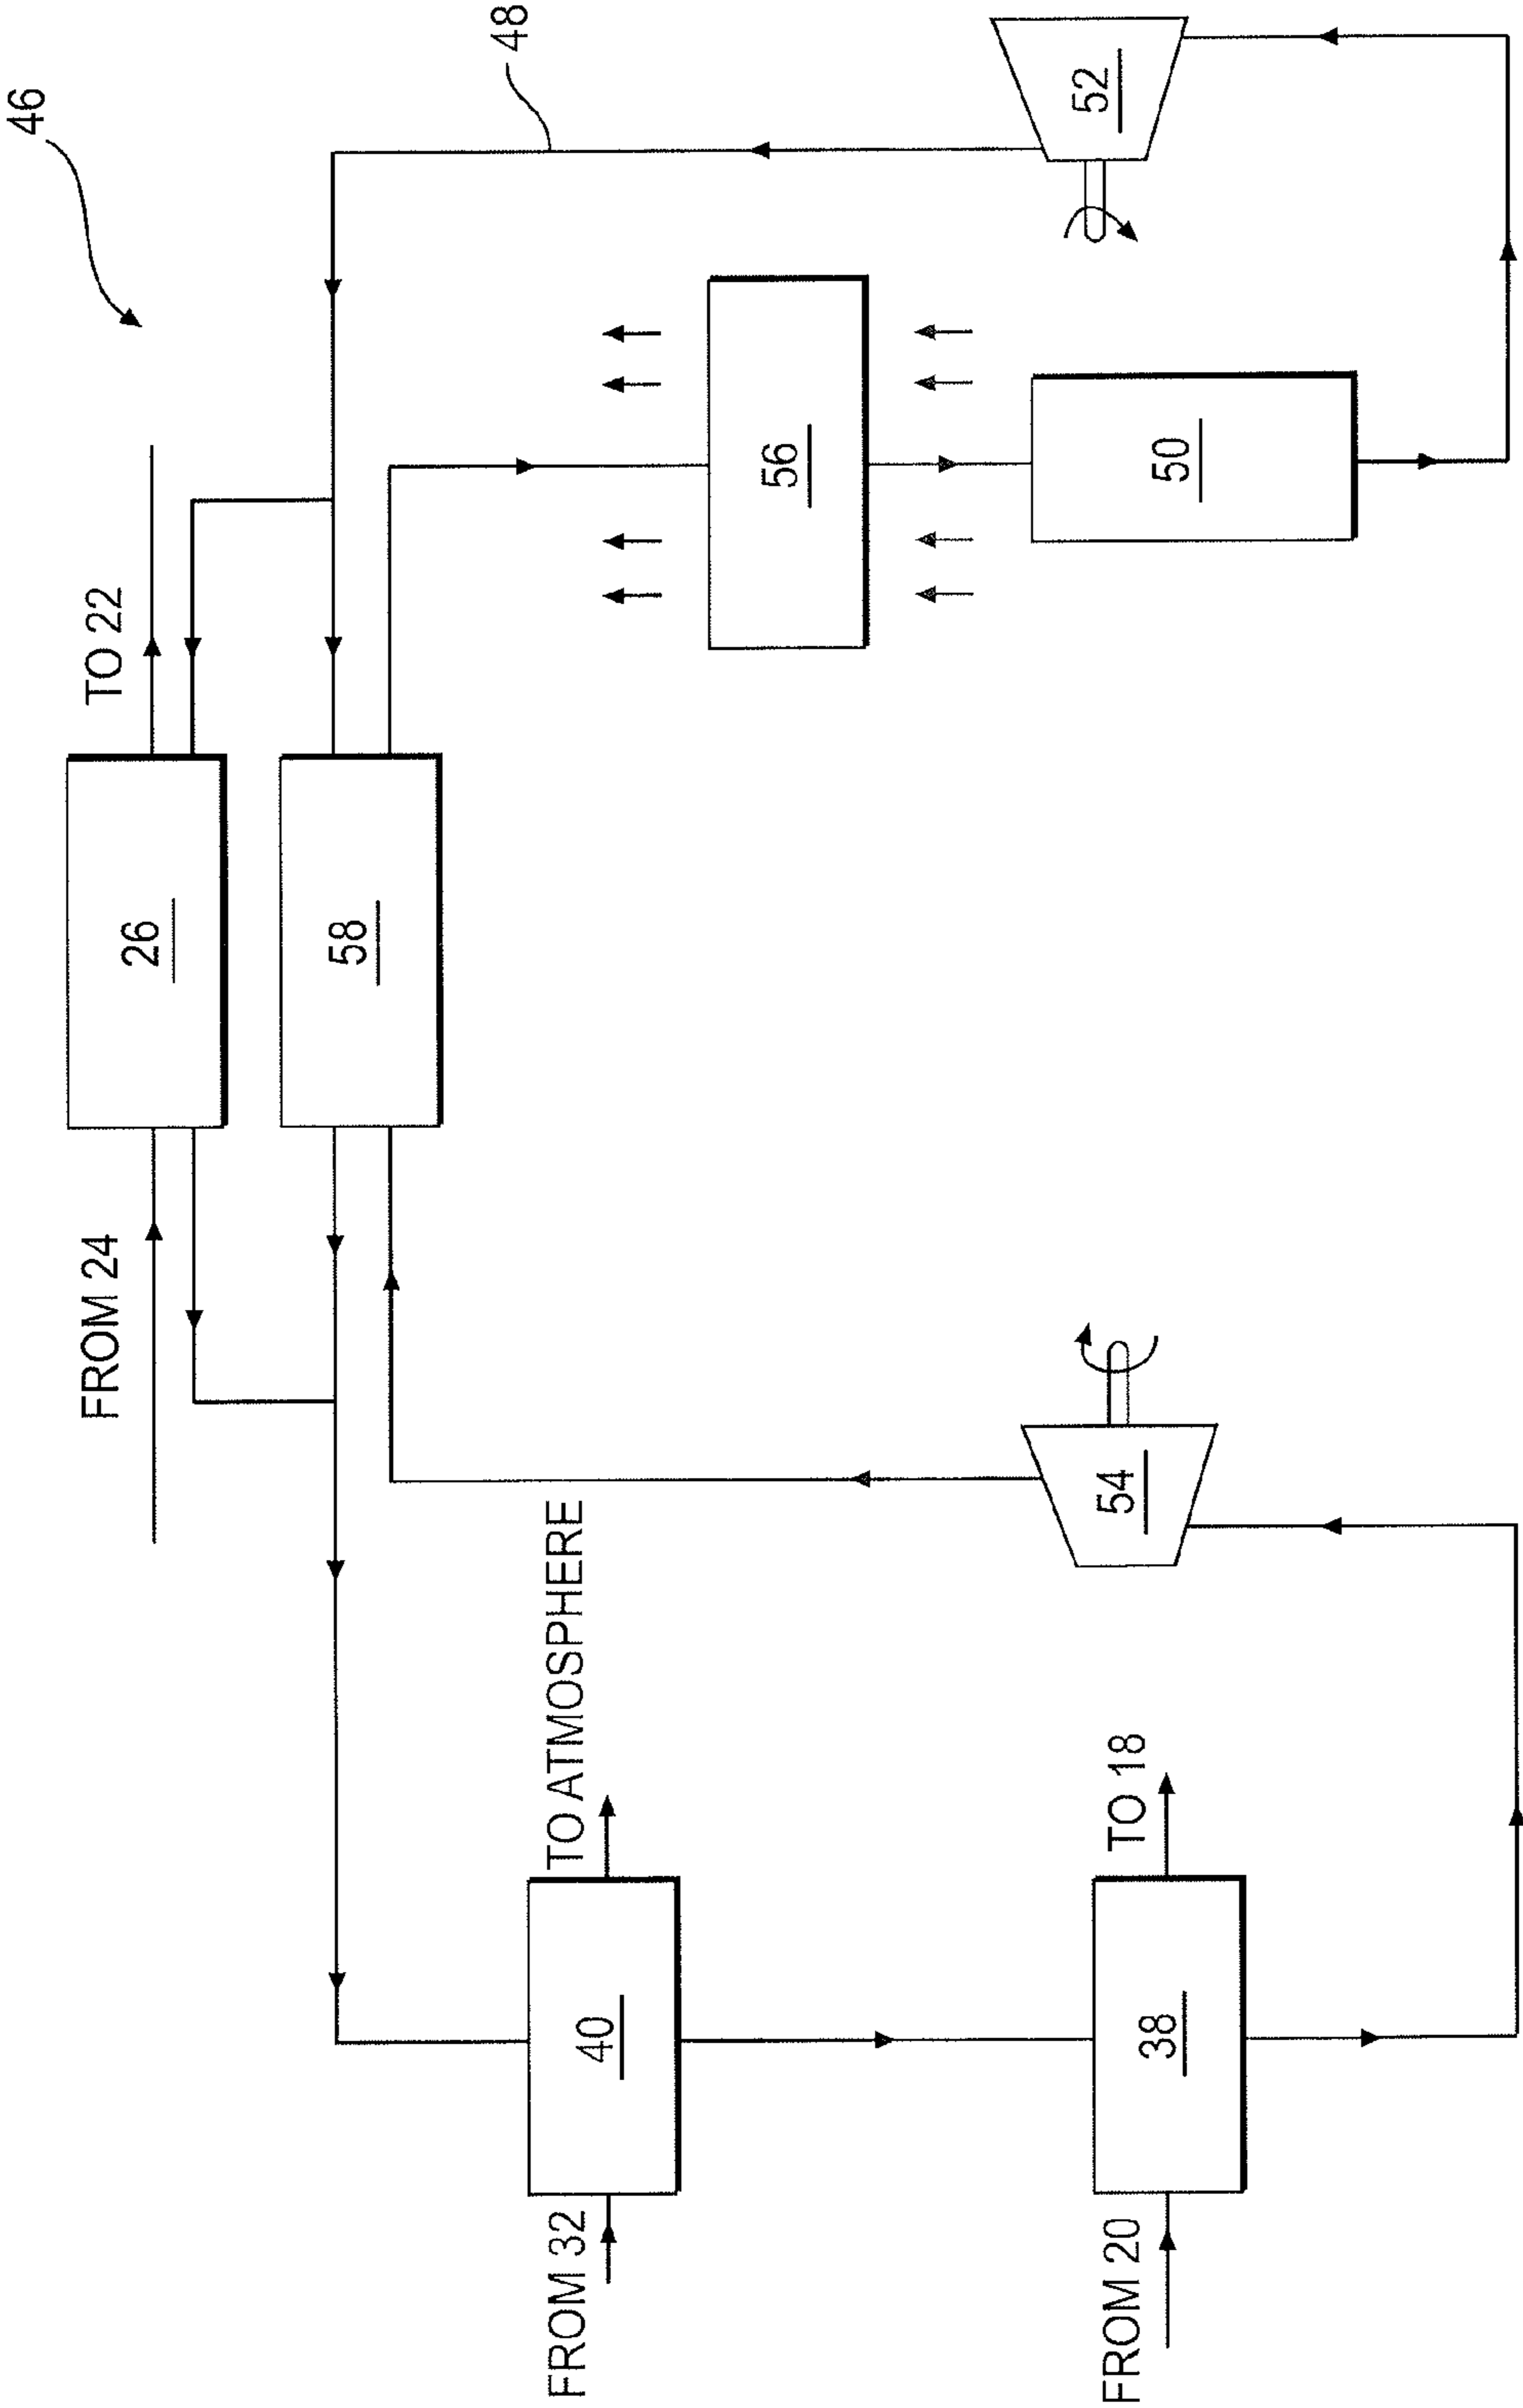 46
48
TO 22
FROM 24
26
58
52
56
50
TO ATMOSPHERE
54
TO 18
40
38
FROM 32
FROM 20